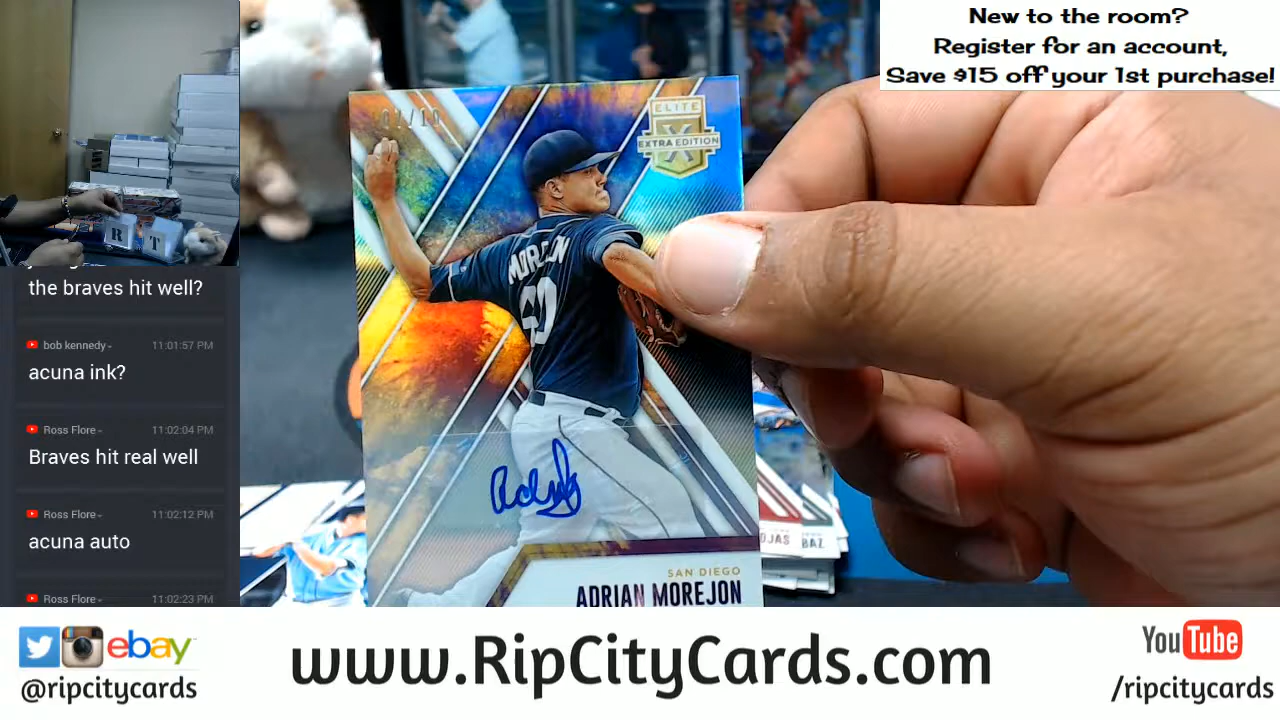 New to the room?
Register for an account,
Save $15 off your 1st purchase!
ELITE
EXTRA EDITION
X
MOREJON
SAN DIEGO
ADRIAN MOREJON
OJAS
BAZ
R T
the braves hit well?
bob kennedy 11:01:57 PM
acuna ink?
Ross Flore 11:02:04 PM
Braves hit real well
Ross Flore 11:02:12 PM
acuna auto
Ross Flore 11:02:23 PM
ebay
@ripcitycards
www.RipCityCards.com
YouTube
/ripcitycards